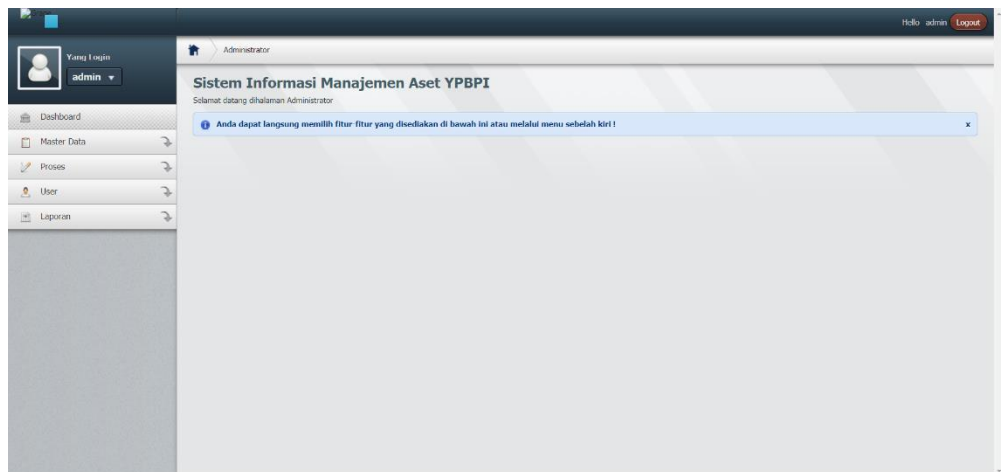 Hello admin Logout
Yang Login
admin
Administrator
Sistem Informasi Manajemen Aset YPBPI
Selamat datang dihalaman Administrator
Anda dapat langsung memilih fitur-fitur yang disediakan di bawah ini atau melalui menu sebelah kiri !
x
Dashboard
Master Data
Proses
User
Laporan